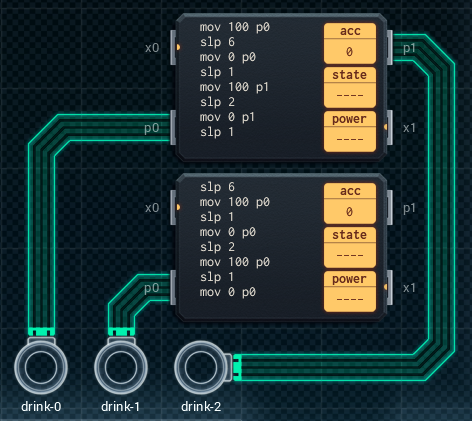 mov 100 p0
slp 6
mov 0 p0
slp 1
mov 100 p1
slp 2
mov 0 p1
slp 1
acc
0
state
----
power
----
x0
p0
p1
x1
slp 6
mov 100 p0
slp 1
mov 0 p0
slp 2
mov 100 p0
slp 1
mov 0 p0
acc
0
state
----
power
----
x0
p0
p1
x1
drink-0
drink-1
drink-2